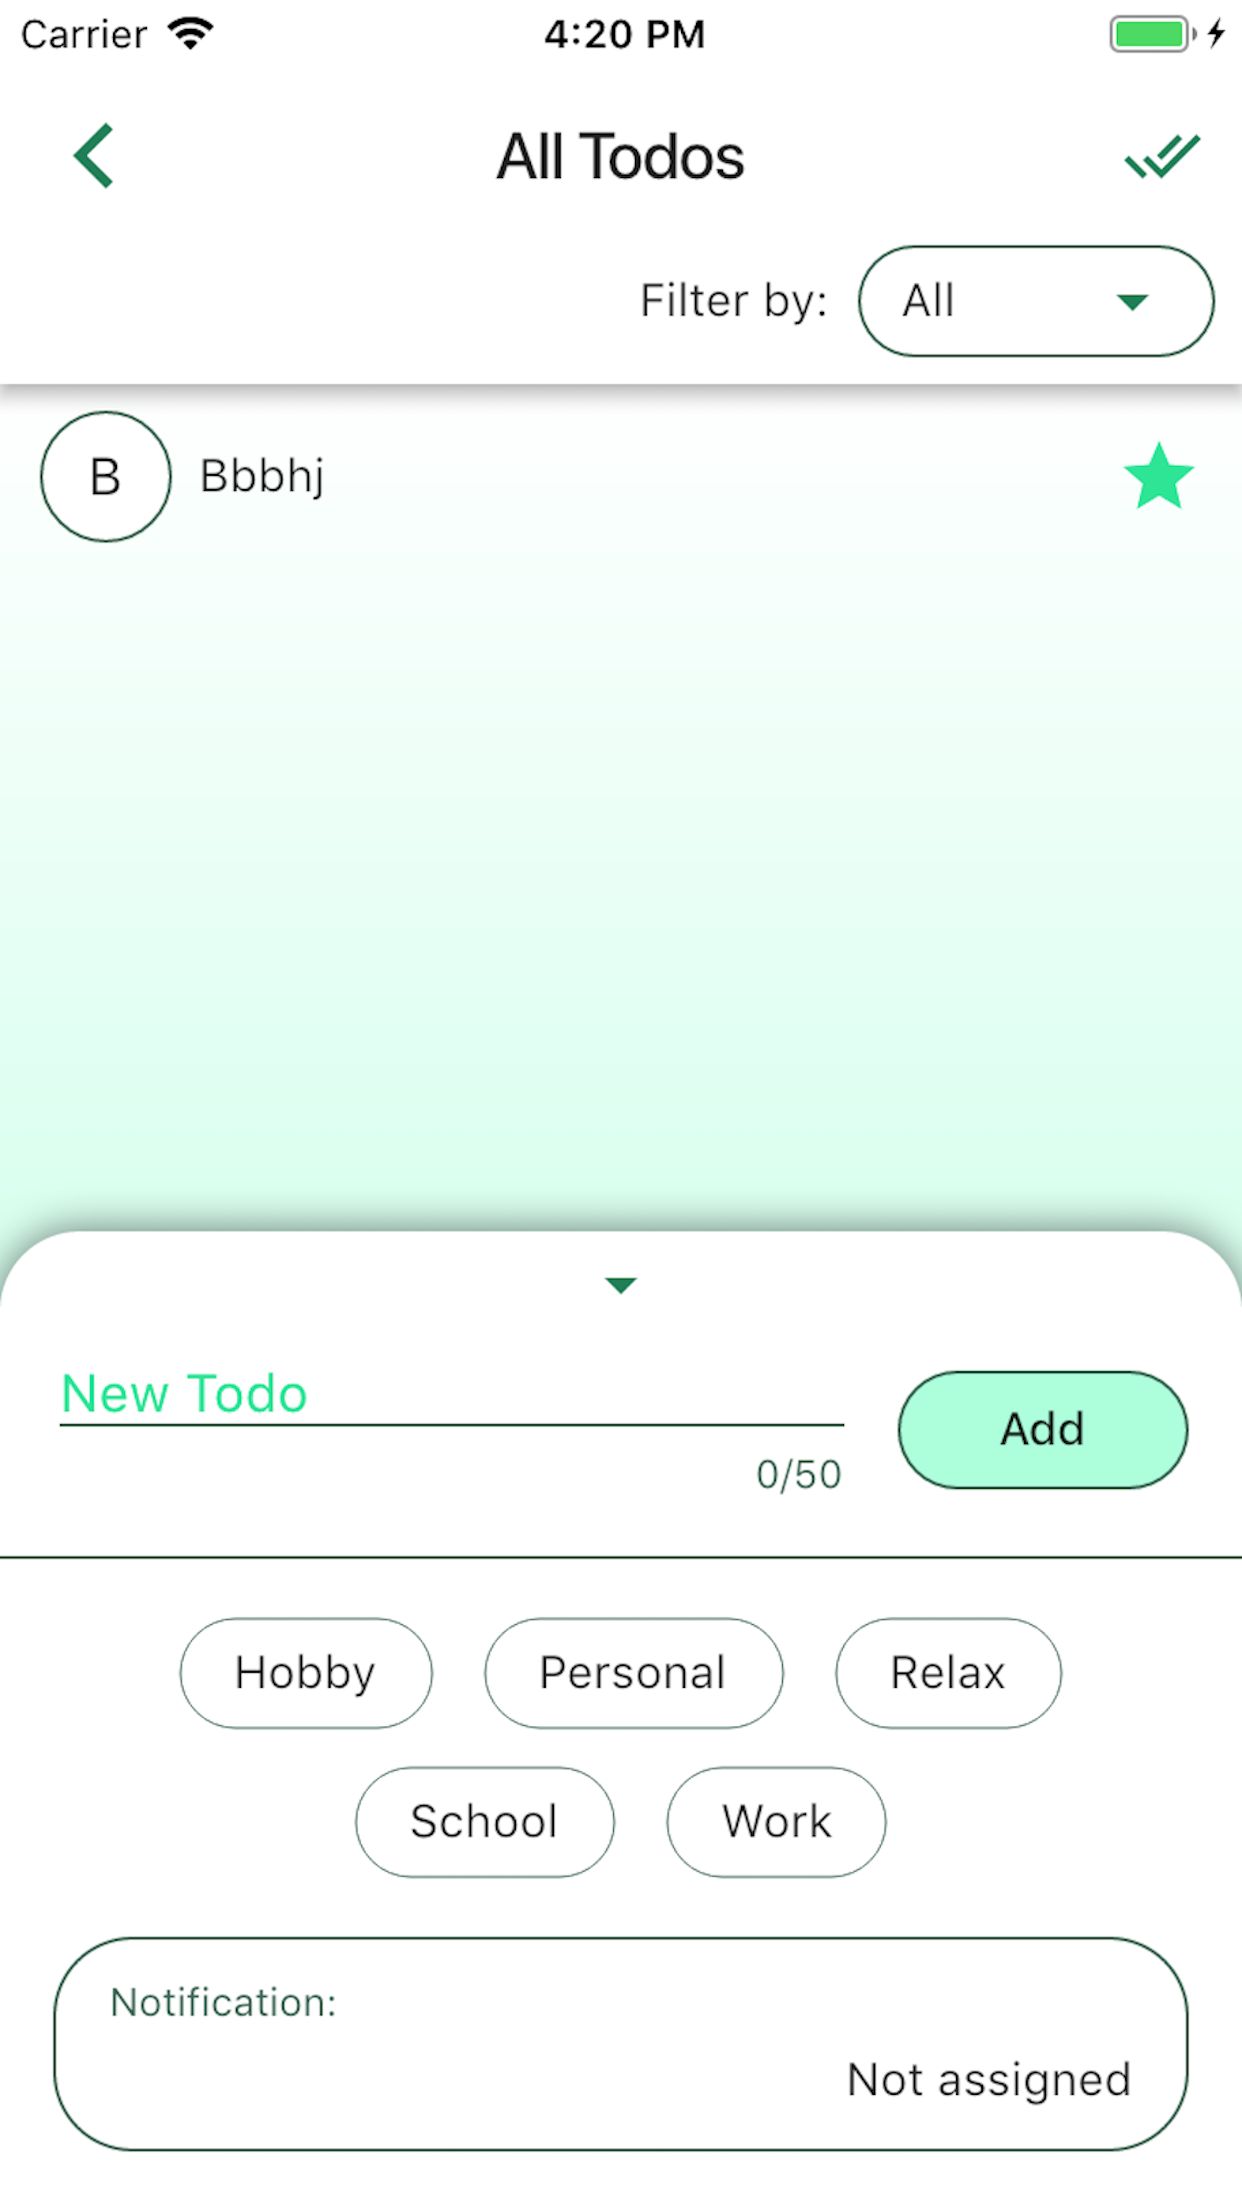 Carrier 4:20 PM
All Todos
Filter by: All
B Bbbhj
New Todo
Add
0/50
Hobby Personal Relax
School Work
Notification:
Not assigned